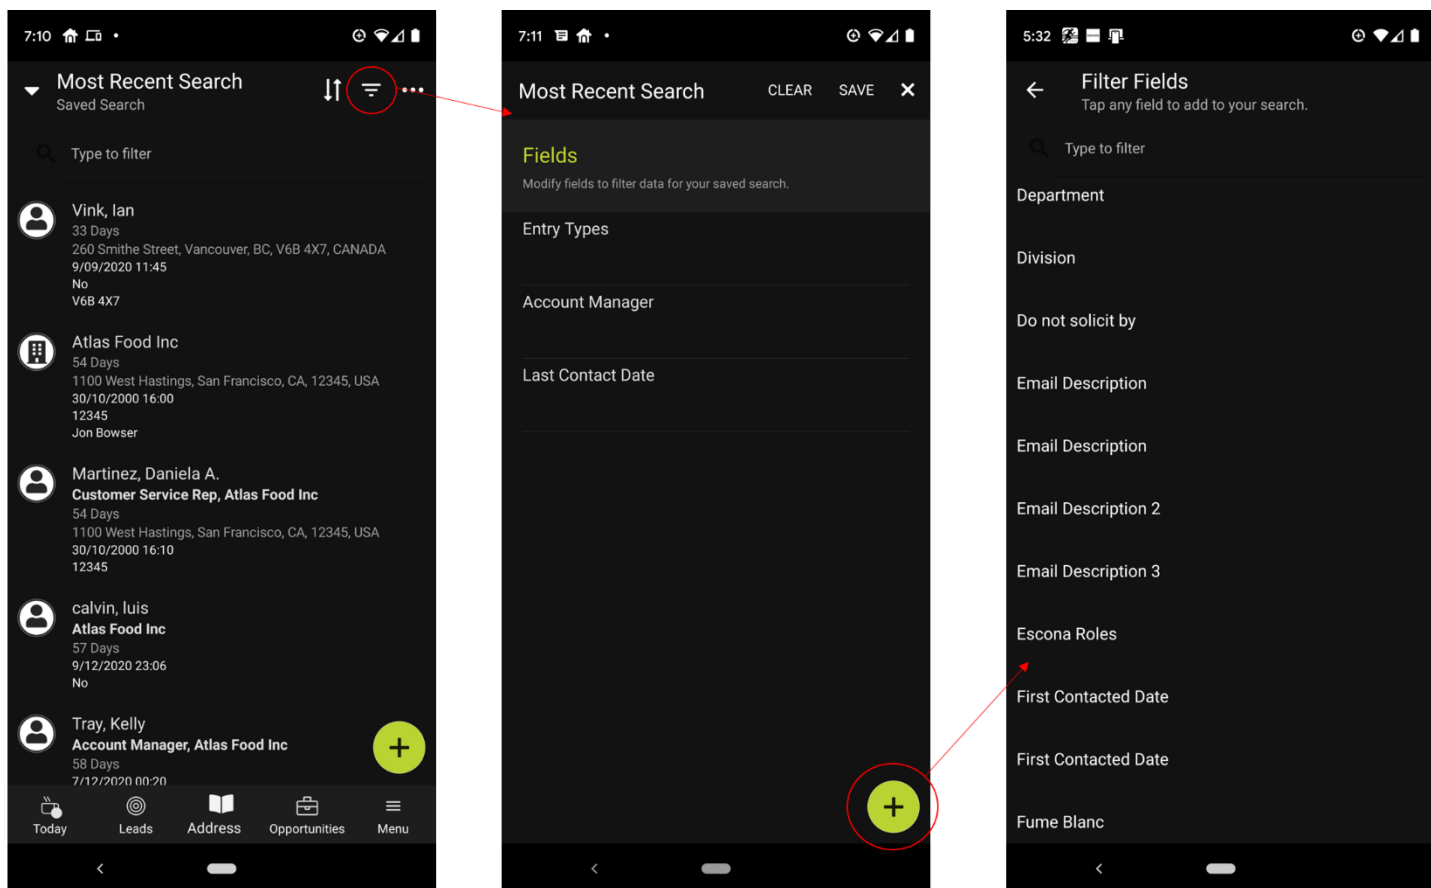 7:10
Most Recent Search
Saved Search
Type to filter
Vink, Ian
33 Days
260 Smithe Street, Vancouver, BC, V6B 4X7, CANADA
9/09/2020 11:45
No
V6B 4X7
Atlas Food Inc
54 Days
1100 West Hastings, San Francisco, CA, 12345, USA
30/10/2000 16:00
12345
Jon Bowser
Martinez, Daniela A.
Customer Service Rep, Atlas Food Inc
54 Days
1100 West Hastings, San Francisco, CA, 12345, USA
30/10/2000 16:10
12345
calvin, luis
Atlas Food Inc
57 Days
9/12/2020 23:06
No
Tray, Kelly
Account Manager, Atlas Food Inc
58 Days
7/12/2020 00:20
Today Leads Address Opportunities Menu
7:11
Most Recent Search CLEAR SAVE
Fields
Modify fields to filter data for your saved search.
Entry Types
Account Manager
Last Contact Date
5:32
Filter Fields
Tap any field to add to your search.
Type to filter
Department
Division
Do not solicit by
Email Description
Email Description
Email Description 2
Email Description 3
Escona Roles
First Contacted Date
First Contacted Date
Fume Blanc